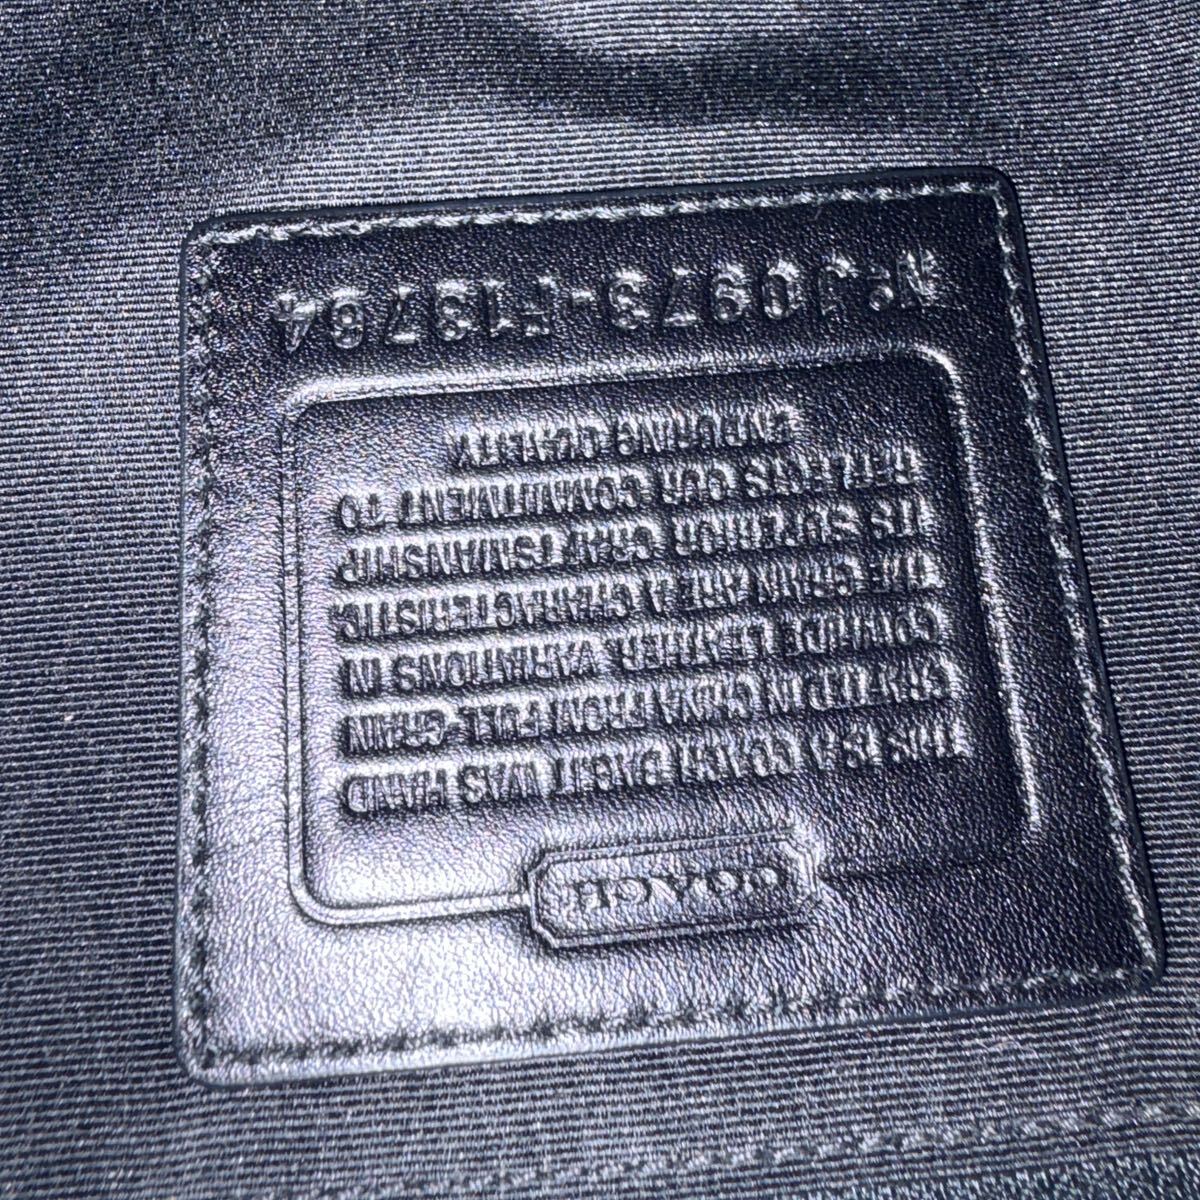 COACH
THIS IS A COACH BAG. IT WAS HAND
CRAFTED IN CHINA FROM FULL-GRAIN
COWHIDE LEATHER. VARIATIONS IN
THE GRAIN ARE A CHARACTERISTIC.
ITS SUPERIOR CRAFTSMANSHIP
REFLECTS OUR COMMITMENT TO
ENDURING QUALITY
Nº J0973-F13764